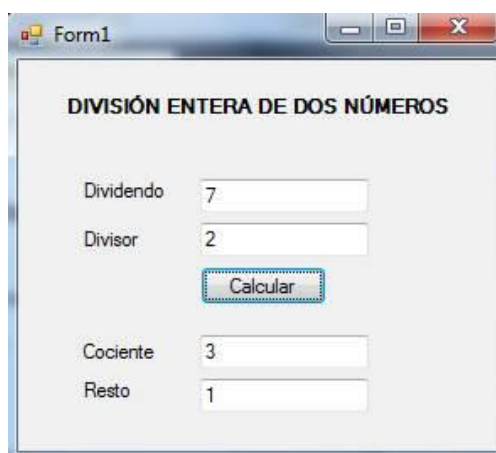 Form1
DIVISIÓN ENTERA DE DOS NÚMEROS
Dividendo 7
Divisor 2
Calcular
Cociente 3
Resto 1